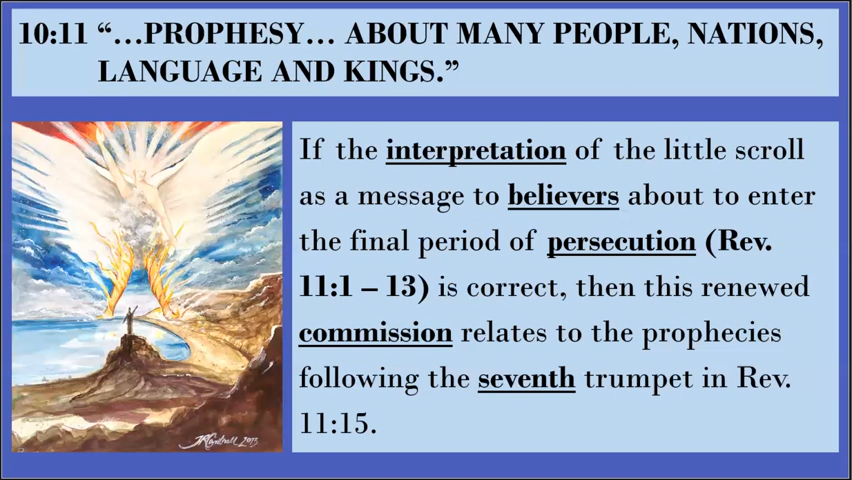 10:11 “…PROPHESY… ABOUT MANY PEOPLE, NATIONS,
LANGUAGE AND KINGS.”
If the interpretation of the little scroll
as a message to believers about to enter
the final period of persecution (Rev.
11:1 – 13) is correct, then this renewed
commission relates to the prophecies
following the seventh trumpet in Rev.
11:15.
2013